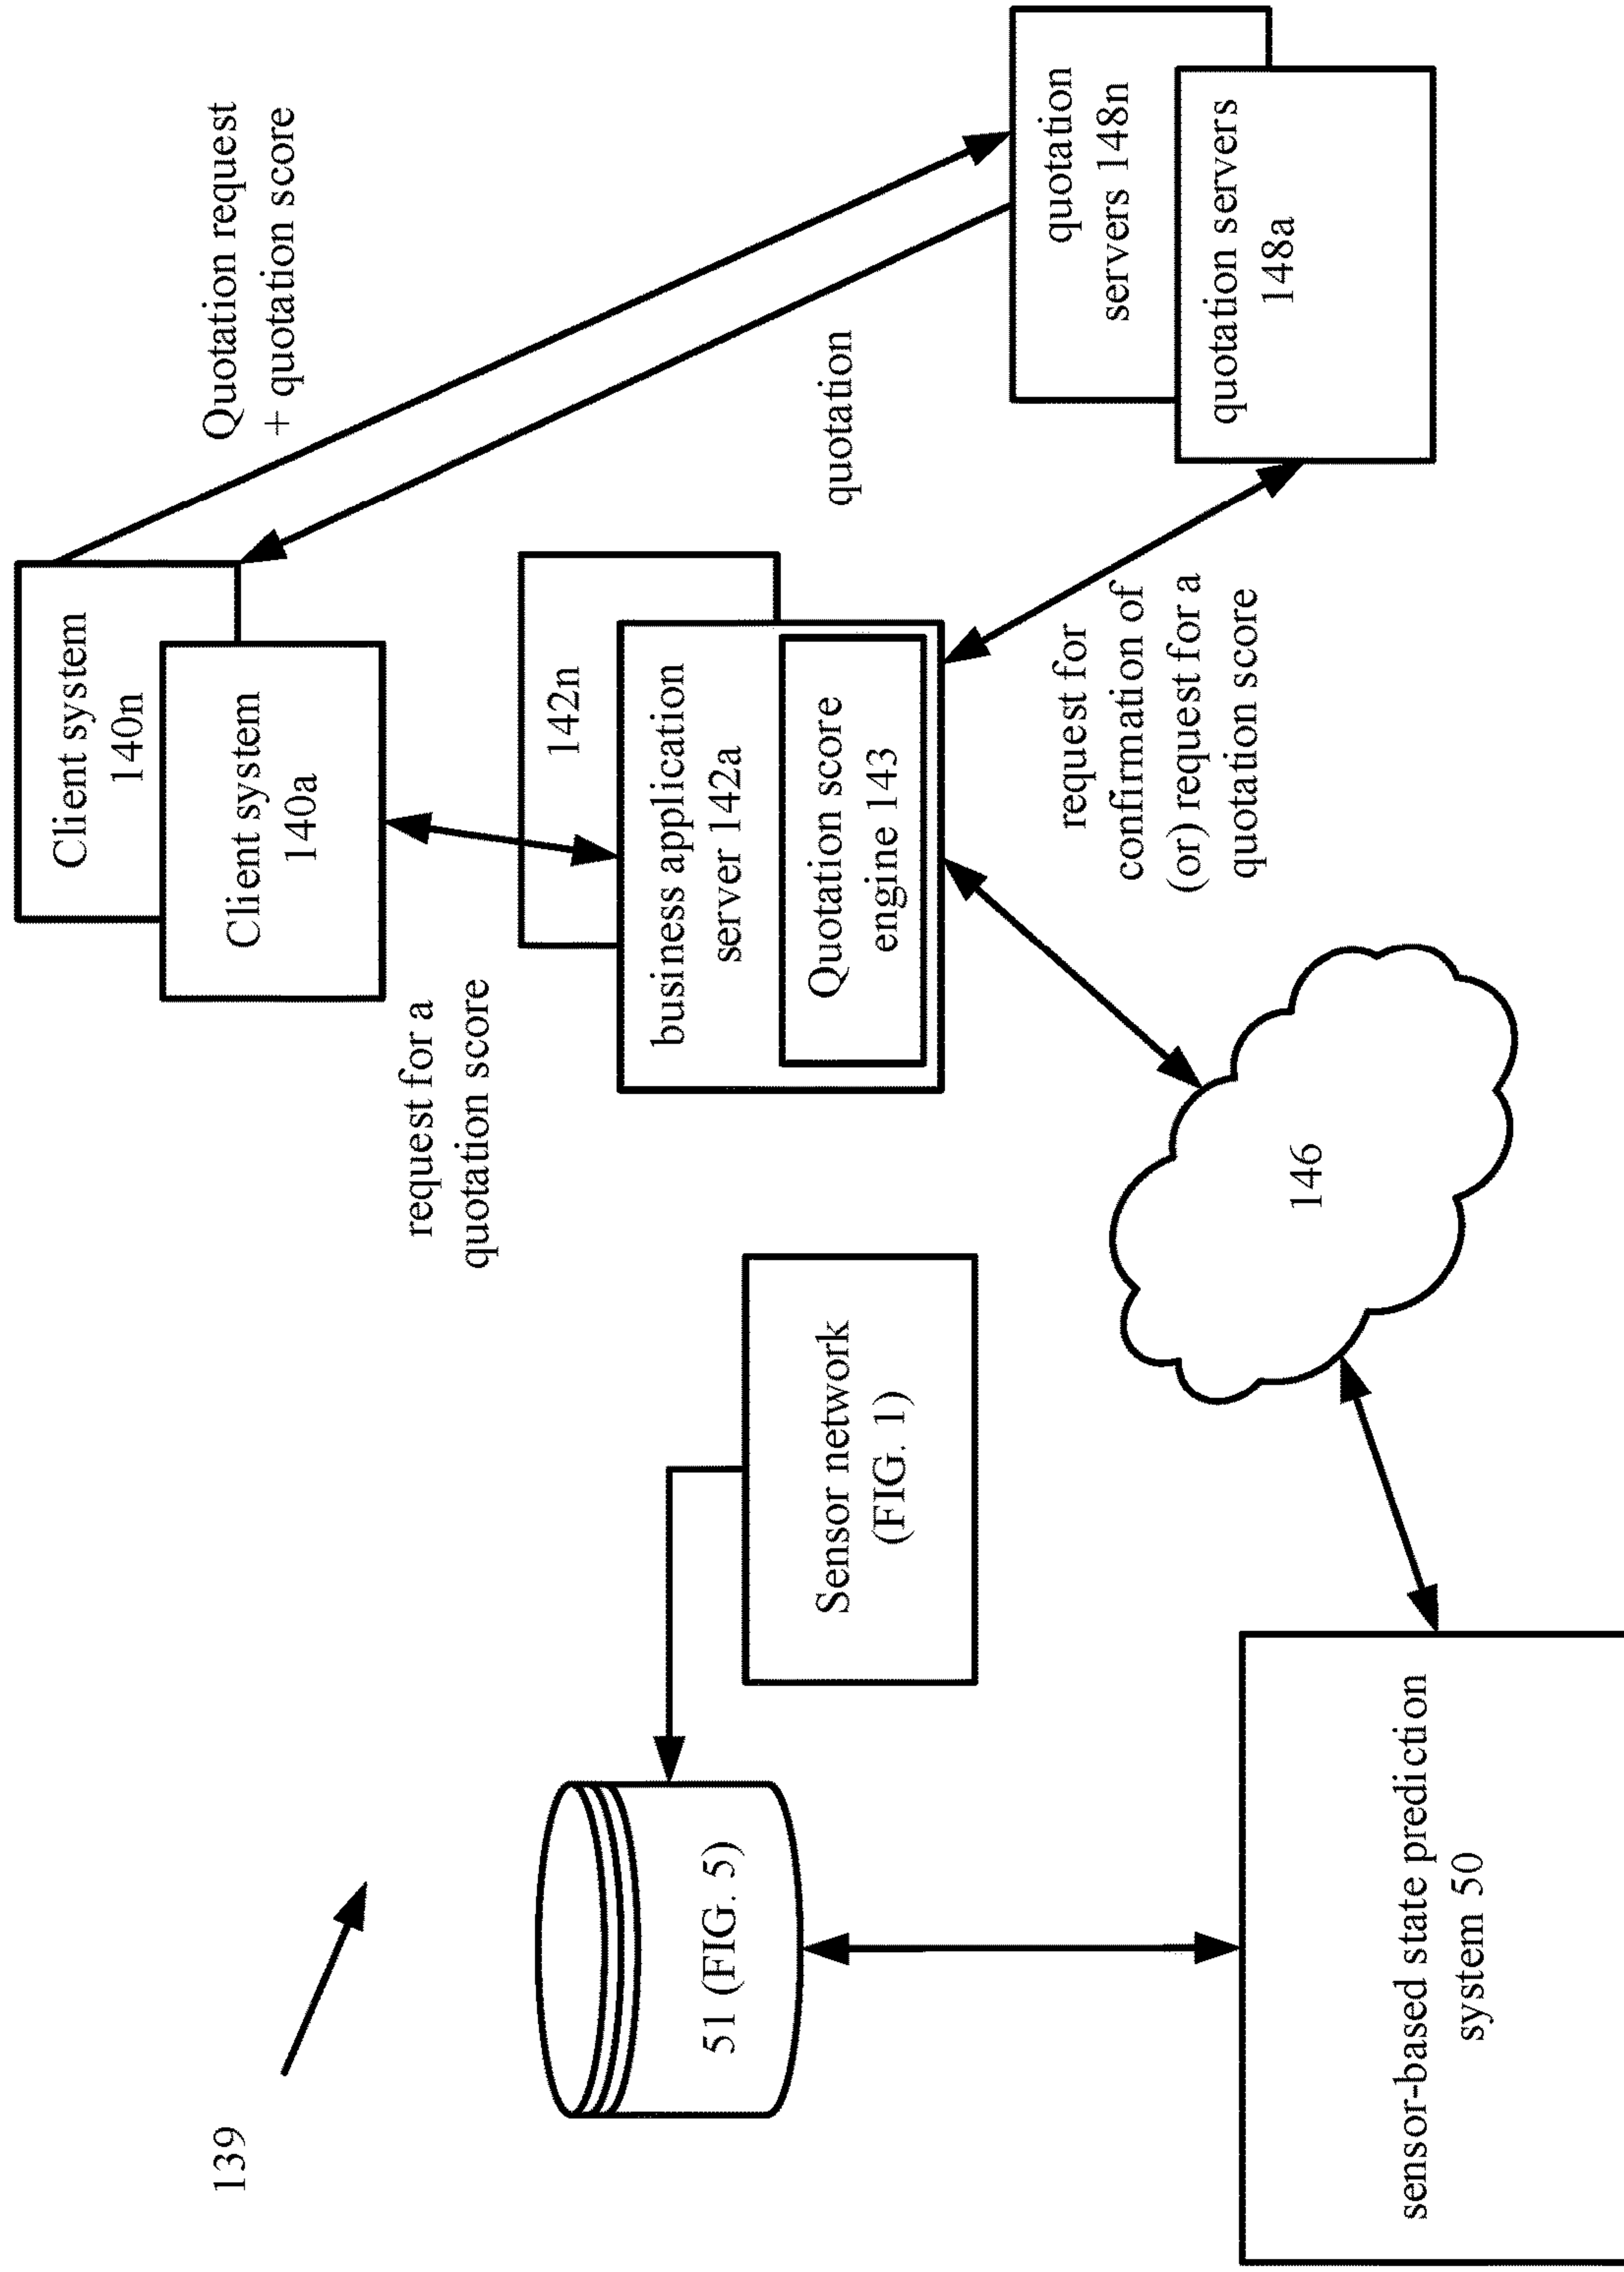 139
51 (FIG. 5)
sensor-based state prediction
system 50
Sensor network
(FIG. 1)
146
request for a
quotation score
Client system
140n
Client system
140a
142n
business application
server 142a
Quotation score
engine 143
Quotation request
+ quotation score
quotation
request for
confirmation of
(or) request for a
quotation score
quotation
servers 148n
quotation servers
148a